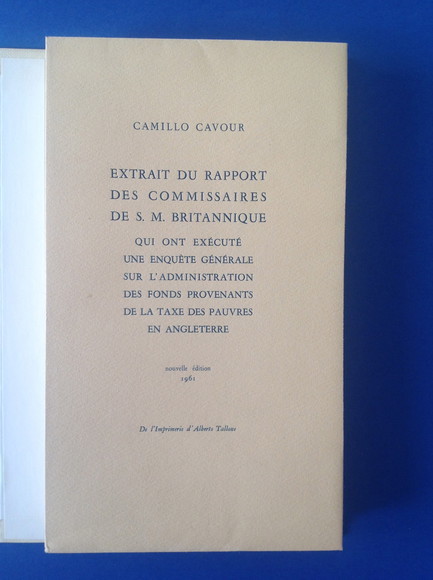 CAMILLO CAVOUR
EXTRAIT DU RAPPORT
DES COMMISSAIRES
DE S. M. BRITANNIQUE
QUI ONT EXÉCUTÉ
UNE ENQUÊTE GÉNÉRALE
SUR L'ADMINISTRATION
DES FONDS PROVENANTS
DE LA TAXE DES PAUVRES
EN ANGLETERRE
nouvelle édition
1961
De l'Imprimerie d'Alberto Tallone